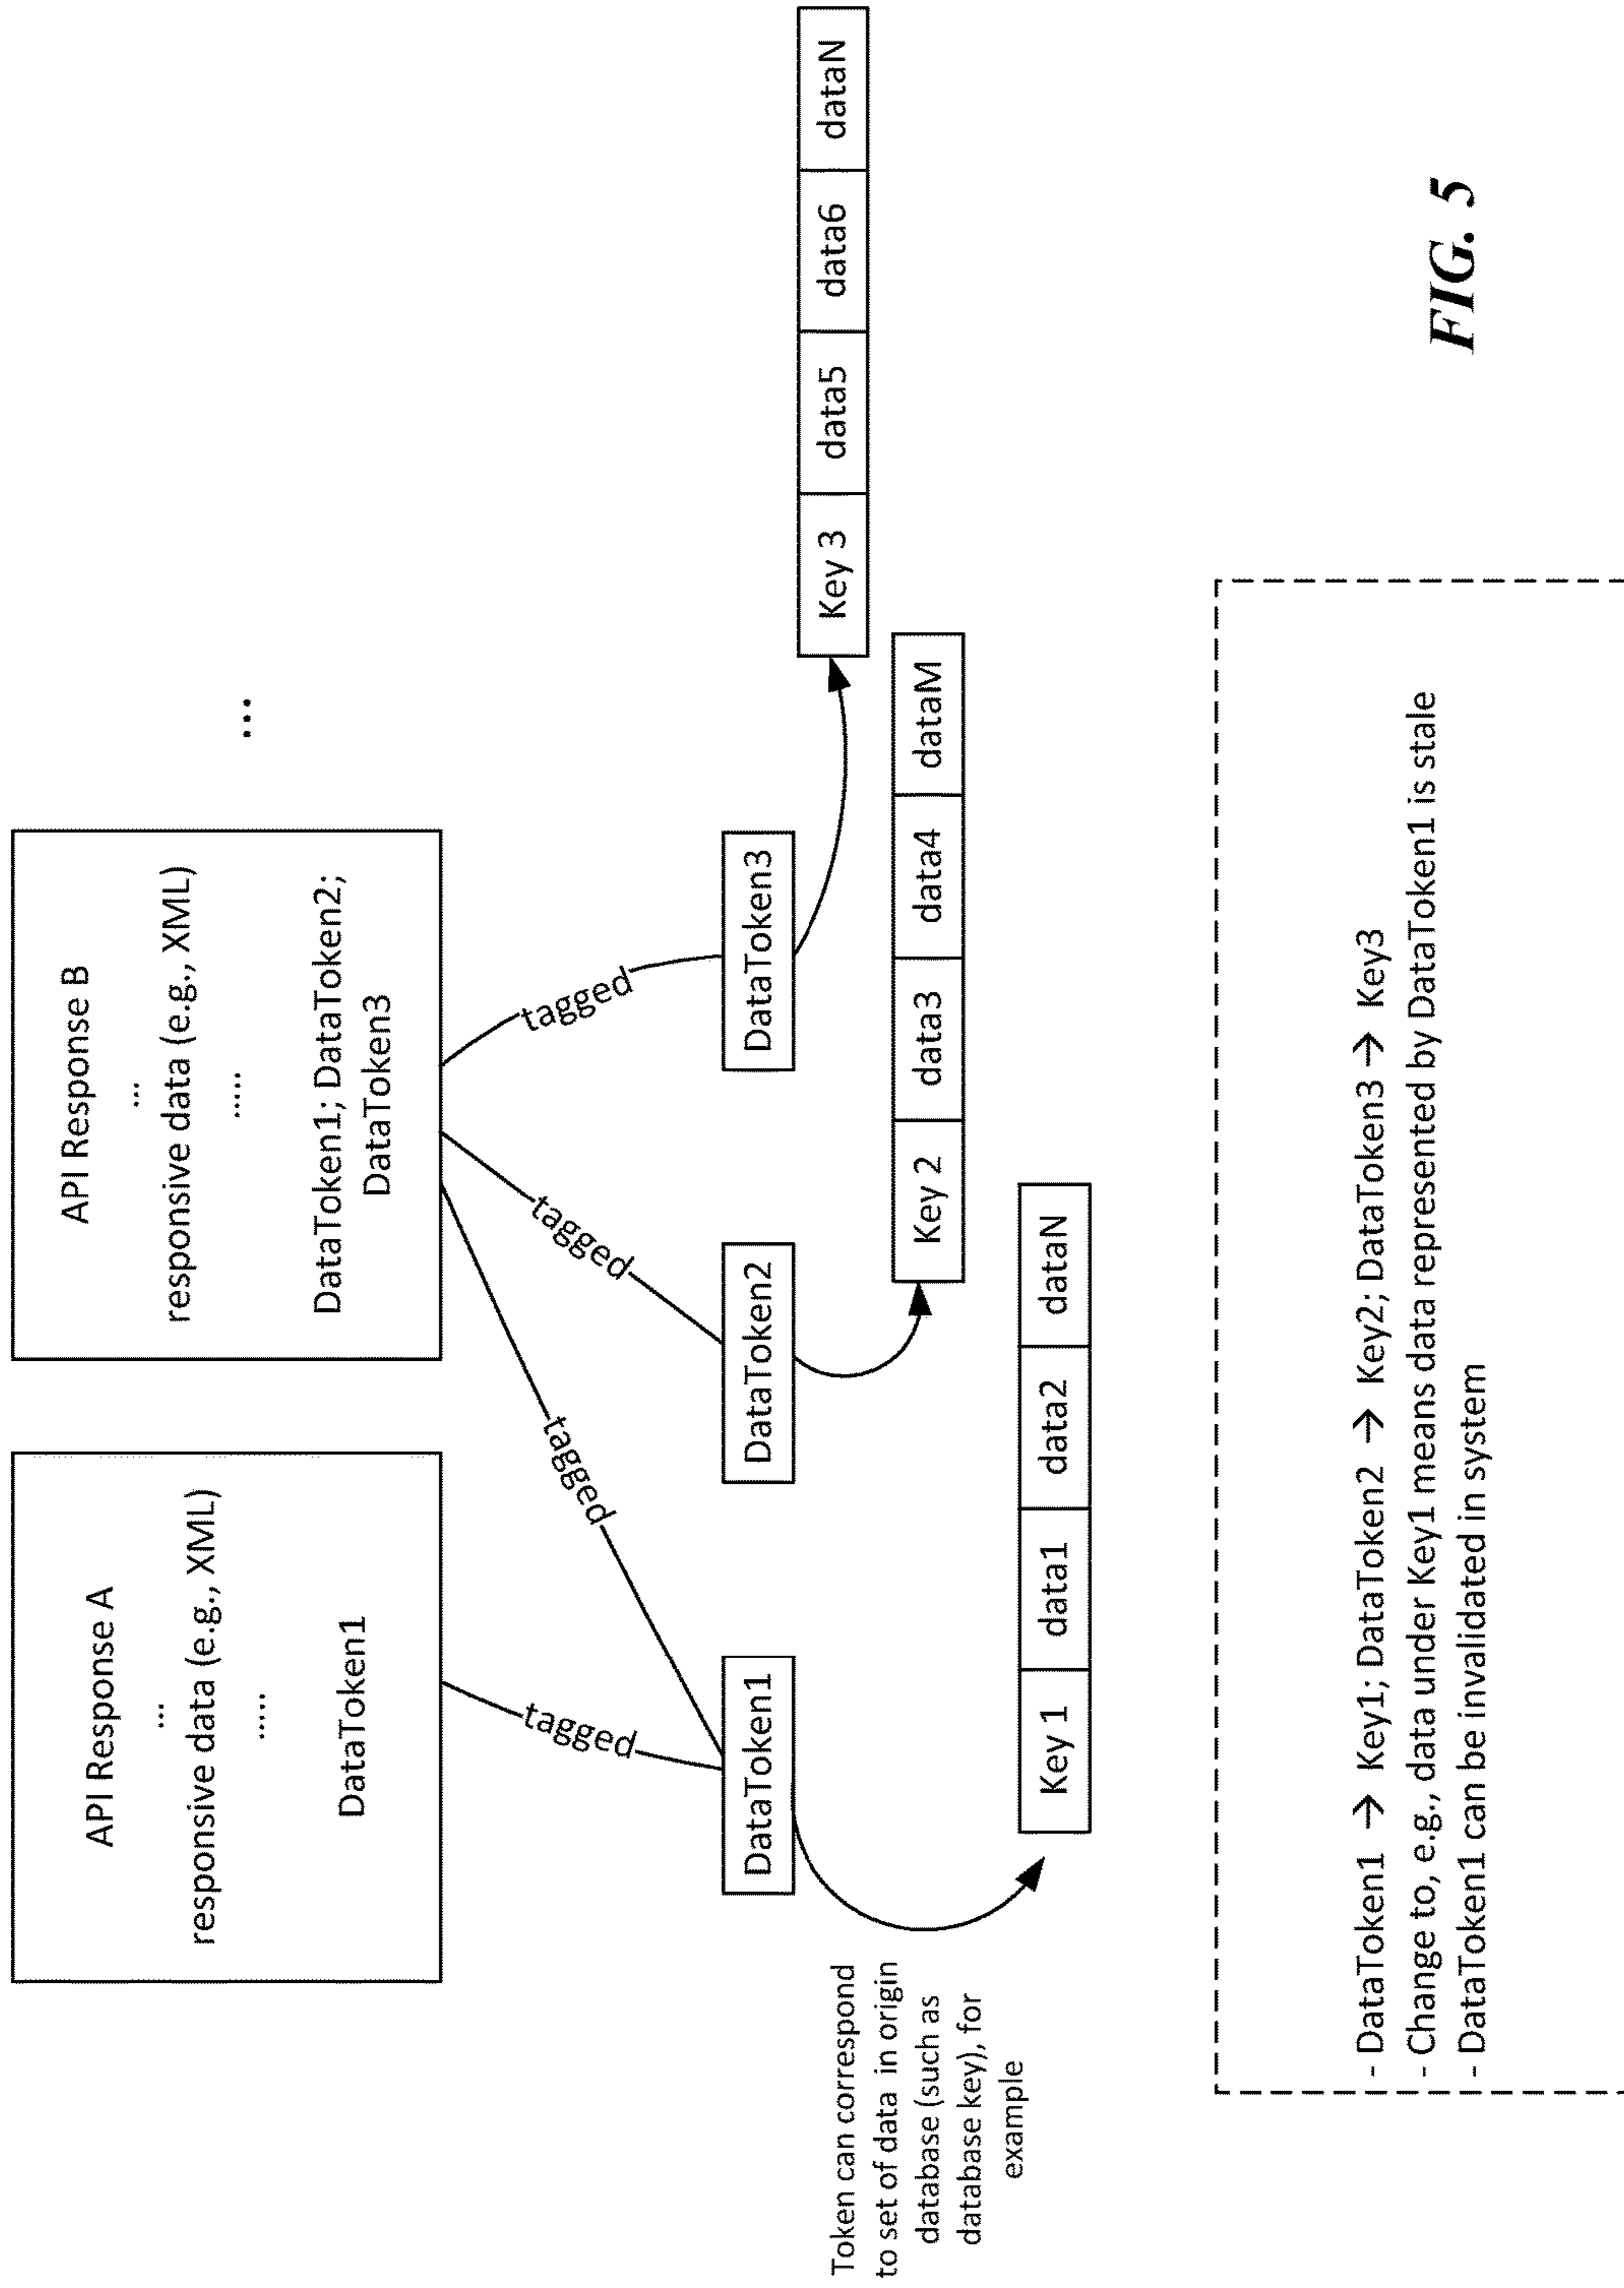 API Response A
...
responsive data (e.g., XML)
.....
DataToken1
API Response B
...
responsive data (e.g., XML)
.....
DataToken1; DataToken2;
DataToken3
...
tagged
tagged
tagged
tagged
DataToken1
DataToken2
DataToken3
Token can correspond
to set of data in origin
database (such as
database key), for
example
Key 3 data5 data6 dataN
Key 2 data3 data4 dataM
Key 1 data1 data2 dataN
- DataToken1 → Key1; DataToken2 → Key2; DataToken3 → Key3
- Change to, e.g., data under Key1 means data represented by DataToken1 is stale
- DataToken1 can be invalidated in system
FIG. 5